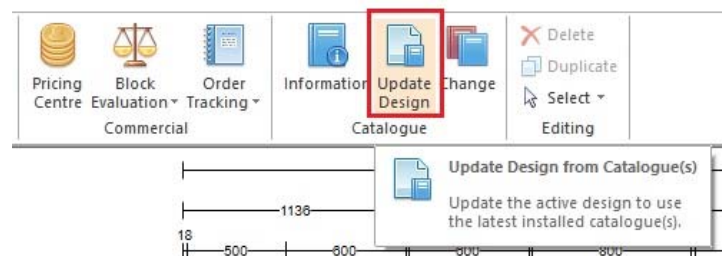 Pricing Centre
Block Evaluation
Order Tracking
Commercial
Information
Update Design
Change
Catalogue
Delete
Duplicate
Select
Editing
Update Design from Catalogue(s)
Update the active design to use
the latest installed catalogue(s).
1136
18
500
600
600
800